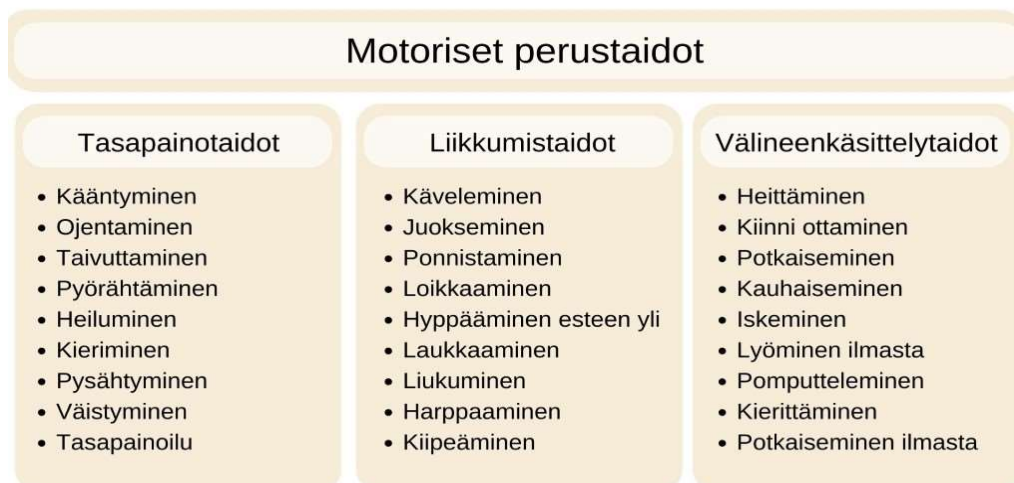 Motoriset perustaidot
Tasapainotaidot
• Kääntyminen
• Ojentaminen
• Taivuttaminen
• Pyörähtäminen
• Heiluminen
• Kieriminen
• Pysähtyminen
• Väistyminen
• Tasapainoilu
Liikkumistaidot
• Käveleminen
• Juokseminen
• Ponnistaminen
• Loikkaaminen
• Hyppääminen esteen yli
• Laukkaaminen
• Liukuminen
• Harppaaminen
• Kiipeäminen
Välineenkäsittelytaidot
• Heittäminen
• Kiinni ottaminen
• Potkaiseminen
• Kauhaiseminen
• Iskeminen
• Lyöminen ilmasta
• Pomputteleminen
• Kierittäminen
• Potkaiseminen ilmasta